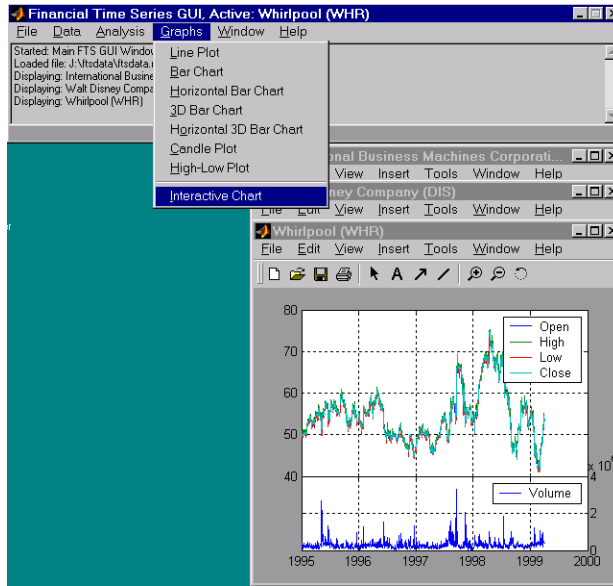 Financial Time Series GUI, Active: Whirlpool (WHR)
File Data Analysis Graphs Window Help
Started: Main FTS GUI Window
Loaded file: J:\ftsdata\ftsdata.
Displaying: International Busine
Displaying: Walt Disney Compa
Displaying: Whirlpool (WHR)
Line Plot
Bar Chart
Horizontal Bar Chart
3D Bar Chart
Horizontal 3D Bar Chart
Candle Plot
High-Low Plot
Interactive Chart
onal Business Machines Corporati...
View Insert Tools Window Help
ney Company (DIS)
File Edit View Insert Tools Window Help
Whirlpool (WHR)
File Edit View Insert Tools Window Help
80
70
60
50
40
Open
High
Low
Close
x 10
4
2
0
Volume
1995 1996 1997 1998 1999 2000